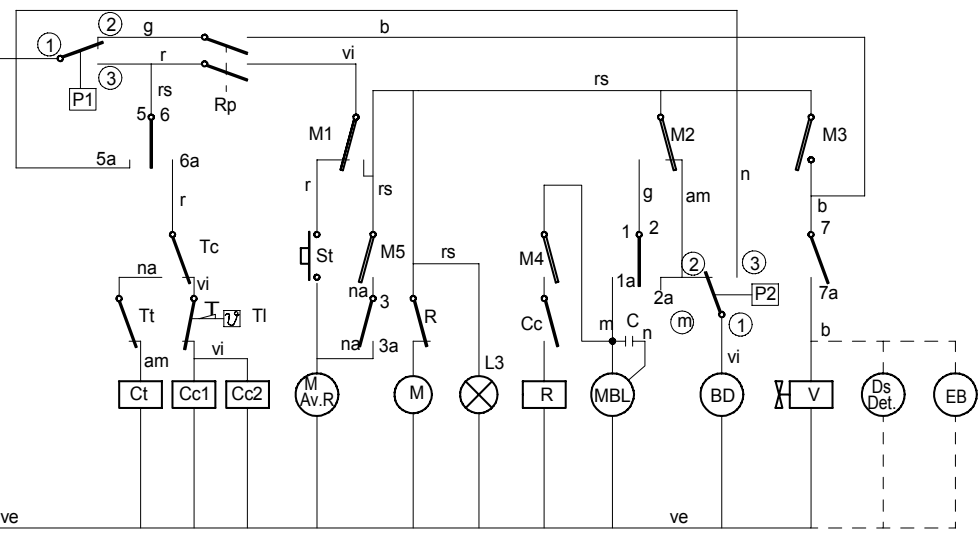 2 g b
1 r vi
3
P1 rs Rp rs
5 6 M1 M2 M3
5a 6a n
r r rs g am b
Tc St M5 rs M4 1 2 7
na vi na 1a 2 3 7a
2a P2
Tt Tl 3 R Cc m C n m 1 b
am vi na 3a vi
L3
Ct Cc1 Cc2 M Av.R M R MBL BD V Ds Det. EB
ve ve